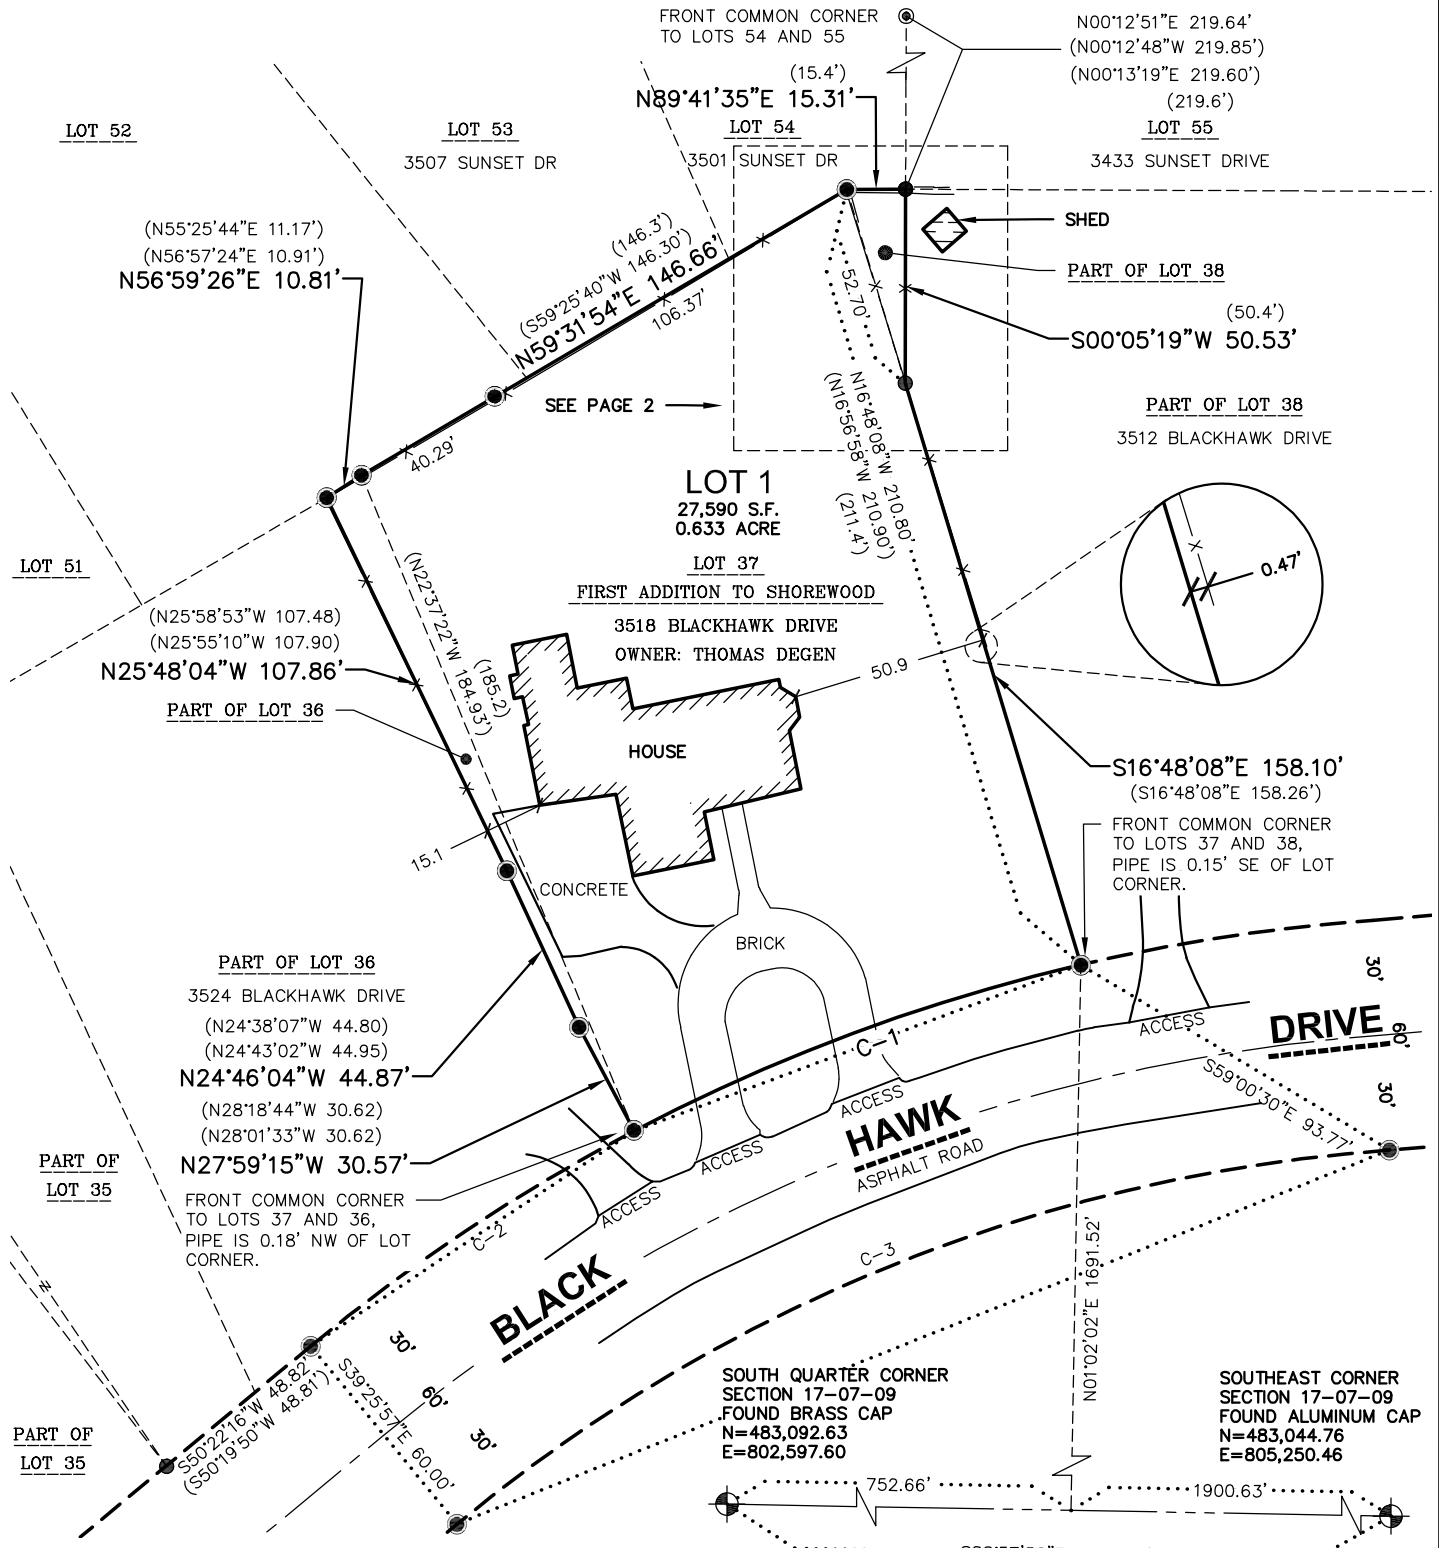 FRONT COMMON CORNER
TO LOTS 54 AND 55
N00°12'51"E 219.64'
(N00°12'48"W 219.85')
(N00°13'19"E 219.60')
(219.6')
(15.4')
N89°41'35"E 15.31'
LOT 52
LOT 53
3507 SUNSET DR
LOT 54
3501 SUNSET DR
LOT 55
3433 SUNSET DRIVE
SHED
PART OF LOT 38
(50.4')
S00°05'19"W 50.53'
PART OF LOT 38
3512 BLACKHAWK DRIVE
(N55°25'44"E 11.17')
(N56°57'24"E 10.91')
N56°59'26"E 10.81'
(146.3')
(S59°25'40"W 146.30')
N59°31'54"E 146.66'
106.37'
40.29'
52.70'
SEE PAGE 2
N16°48'08"W 210.80'
(N16°56'58"W 210.90')
(211.4')
LOT 1
27,590 S.F.
0.633 ACRE
LOT 37
FIRST ADDITION TO SHOREWOOD
3518 BLACKHAWK DRIVE
OWNER: THOMAS DEGEN
0.47'
LOT 51
(N25°58'53"W 107.48)
(N25°55'10"W 107.90)
N25°48'04"W 107.86'
PART OF LOT 36
(N22°37'22"W 184.93')
(185.2)
50.9
HOUSE
15.1
CONCRETE
BRICK
S16°48'08"E 158.10'
(S16°48'08"E 158.26')
FRONT COMMON CORNER
TO LOTS 37 AND 38,
PIPE IS 0.15' SE OF LOT
CORNER.
PART OF LOT 36
3524 BLACKHAWK DRIVE
(N24°38'07"W 44.80)
(N24°43'02"W 44.95)
N24°46'04"W 44.87'
(N28°18'44"W 30.62)
(N28°01'33"W 30.62)
N27°59'15"W 30.57'
FRONT COMMON CORNER
TO LOTS 37 AND 36,
PIPE IS 0.18' NW OF LOT
CORNER.
PART OF
LOT 35
PART OF
LOT 35
C-1
C-2
C-3
ACCESS
ACCESS
ACCESS
ACCESS
BLACK
HAWK
DRIVE
ASPHALT ROAD
30'
60'
30'
30'
60'
30'
S59°00'30"E 93.77'
N01°02'02"E 1691.52'
S39°25'57"E 60.00'
S50°22'16"W 48.82'
(S50°19'50"W 48.81')
SOUTH QUARTER CORNER
SECTION 17-07-09
FOUND BRASS CAP
N=483,092.63
E=802,597.60
SOUTHEAST CORNER
SECTION 17-07-09
FOUND ALUMINUM CAP
N=483,044.76
E=805,250.46
752.66'
1900.63'